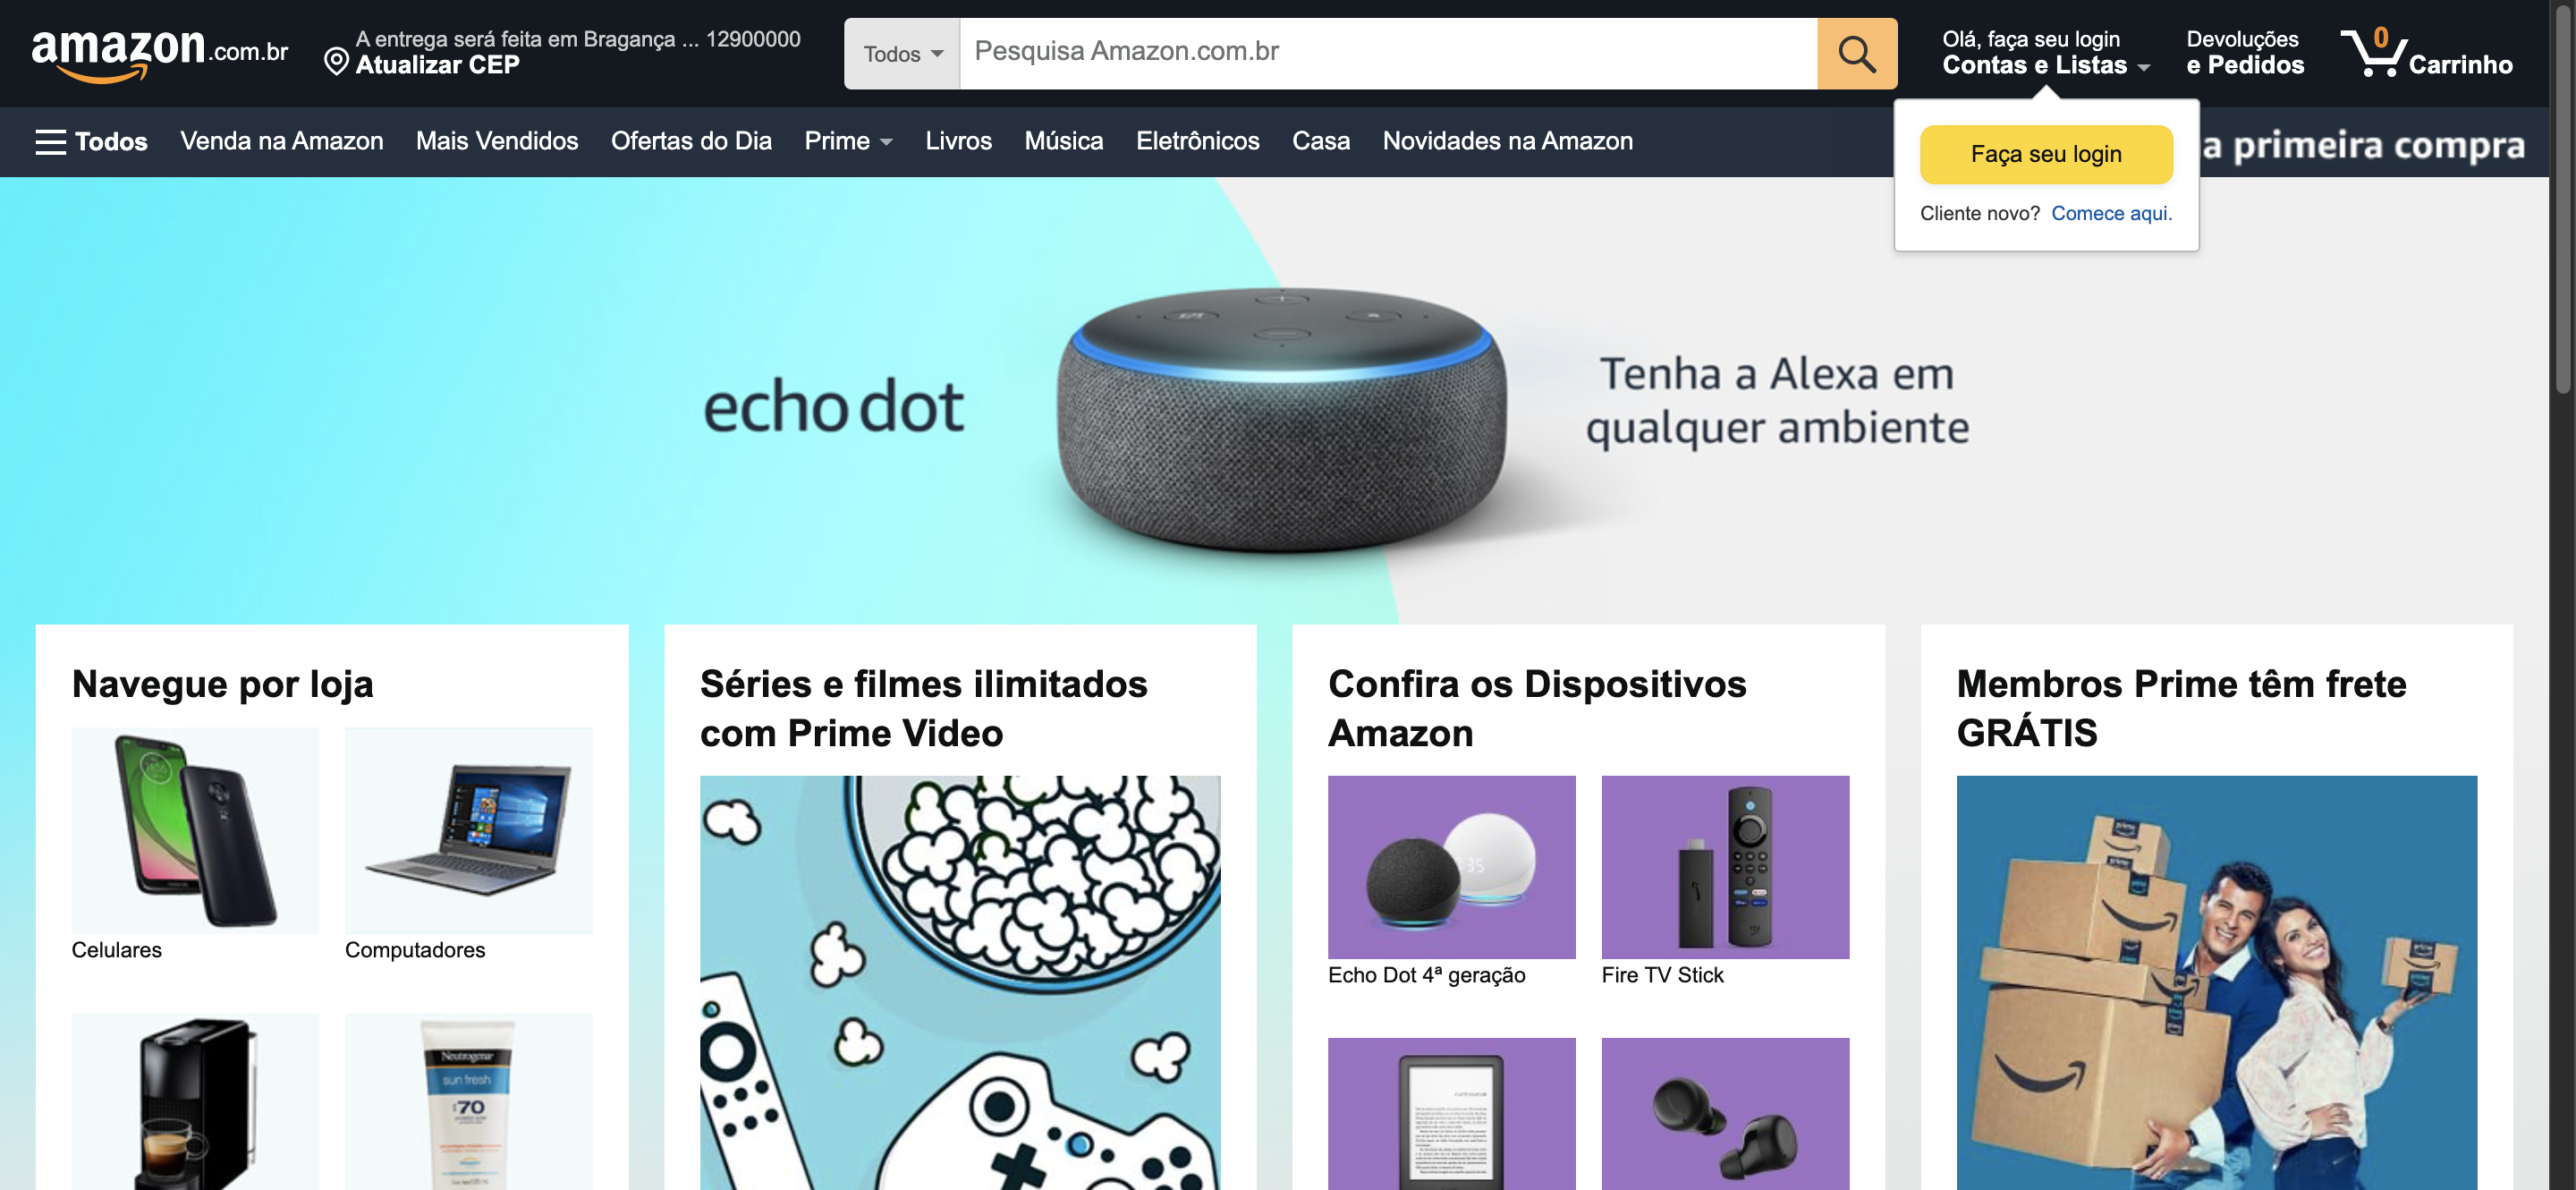 amazon.com.br
A entrega será feita em Bragança ... 12900000
Atualizar CEP
Todos
Pesquisa Amazon.com.br
Olá, faça seu login
Contas e Listas
Devoluções
e Pedidos
0
Carrinho
Todos
Venda na Amazon
Mais Vendidos
Ofertas do Dia
Prime
Livros
Música
Eletrônicos
Casa
Novidades na Amazon
a primeira compra
Faça seu login
Cliente novo? Comece aqui.
echo dot
Tenha a Alexa em
qualquer ambiente
Navegue por loja
Celulares
Computadores
Neutrogena
sun fresh
70
Séries e filmes ilimitados
com Prime Video
Confira os Dispositivos
Amazon
Echo Dot 4ª geração
Fire TV Stick
Membros Prime têm frete
GRÁTIS